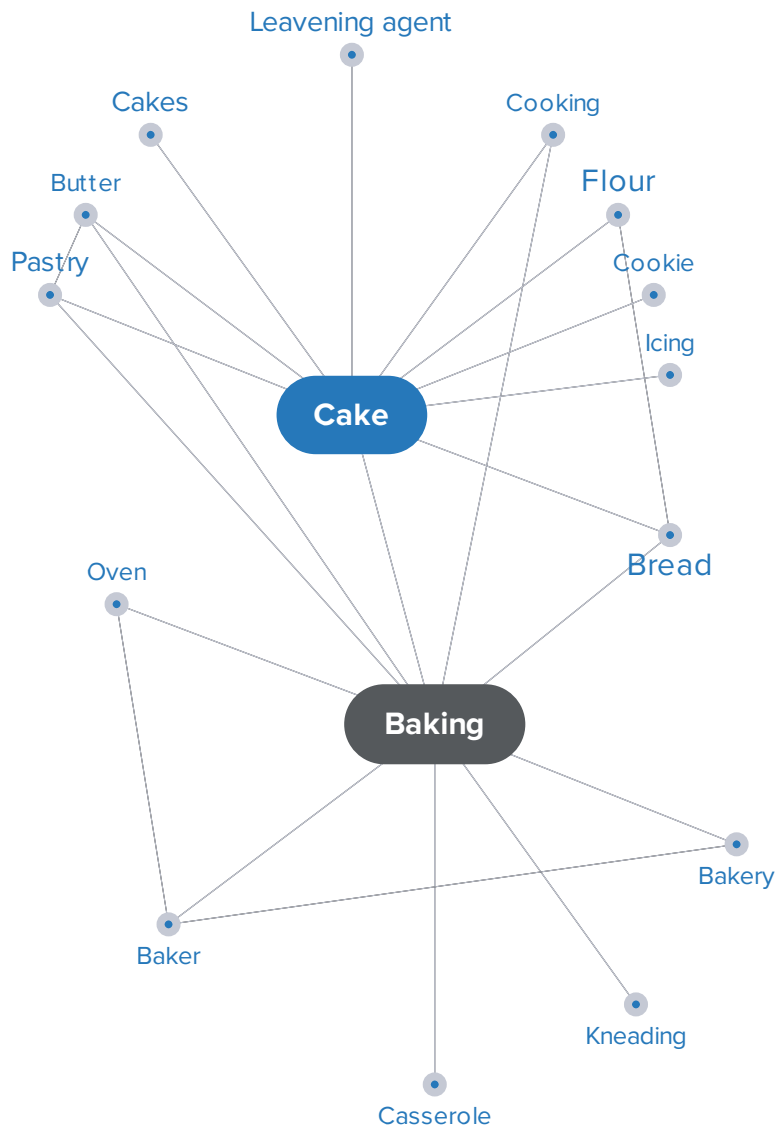 Leavening agent
Cakes
Cooking
Butter
Flour
Pastry
Cookie
Icing
Cake
Bread
Oven
Baking
Bakery
Baker
Kneading
Casserole